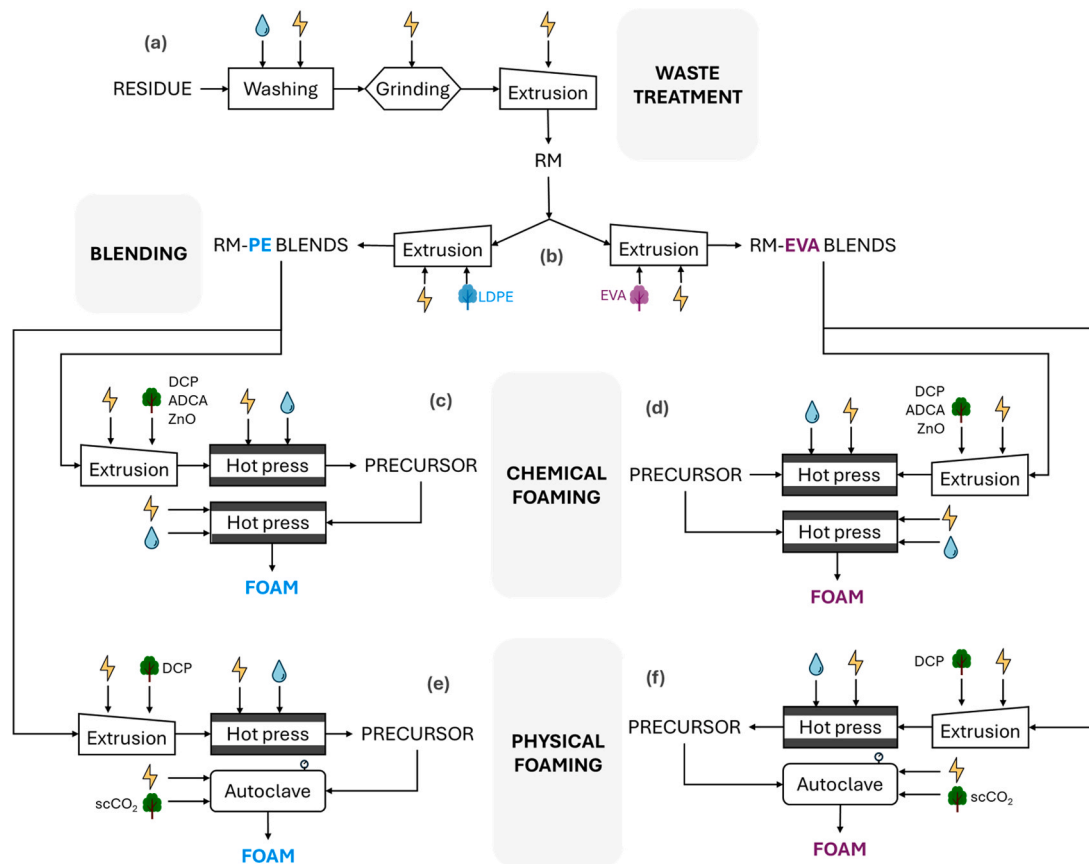 (a)
RESIDUE
Washing
Grinding
Extrusion
WASTE
TREATMENT
RM
BLENDING
RM-PE BLENDS
Extrusion
(b)
Extrusion
RM-EVA BLENDS
LDPE
EVA
DCP
ADCA
ZnO
(c)
Extrusion
Hot press
PRECURSOR
Hot press
FOAM
CHEMICAL
FOAMING
(d)
DCP
ADCA
ZnO
PRECURSOR
Hot press
Extrusion
Hot press
FOAM
DCP
(e)
Extrusion
Hot press
PRECURSOR
scCO₂
Autoclave
FOAM
PHYSICAL
FOAMING
(f)
DCP
PRECURSOR
Hot press
Extrusion
Autoclave
scCO₂
FOAM